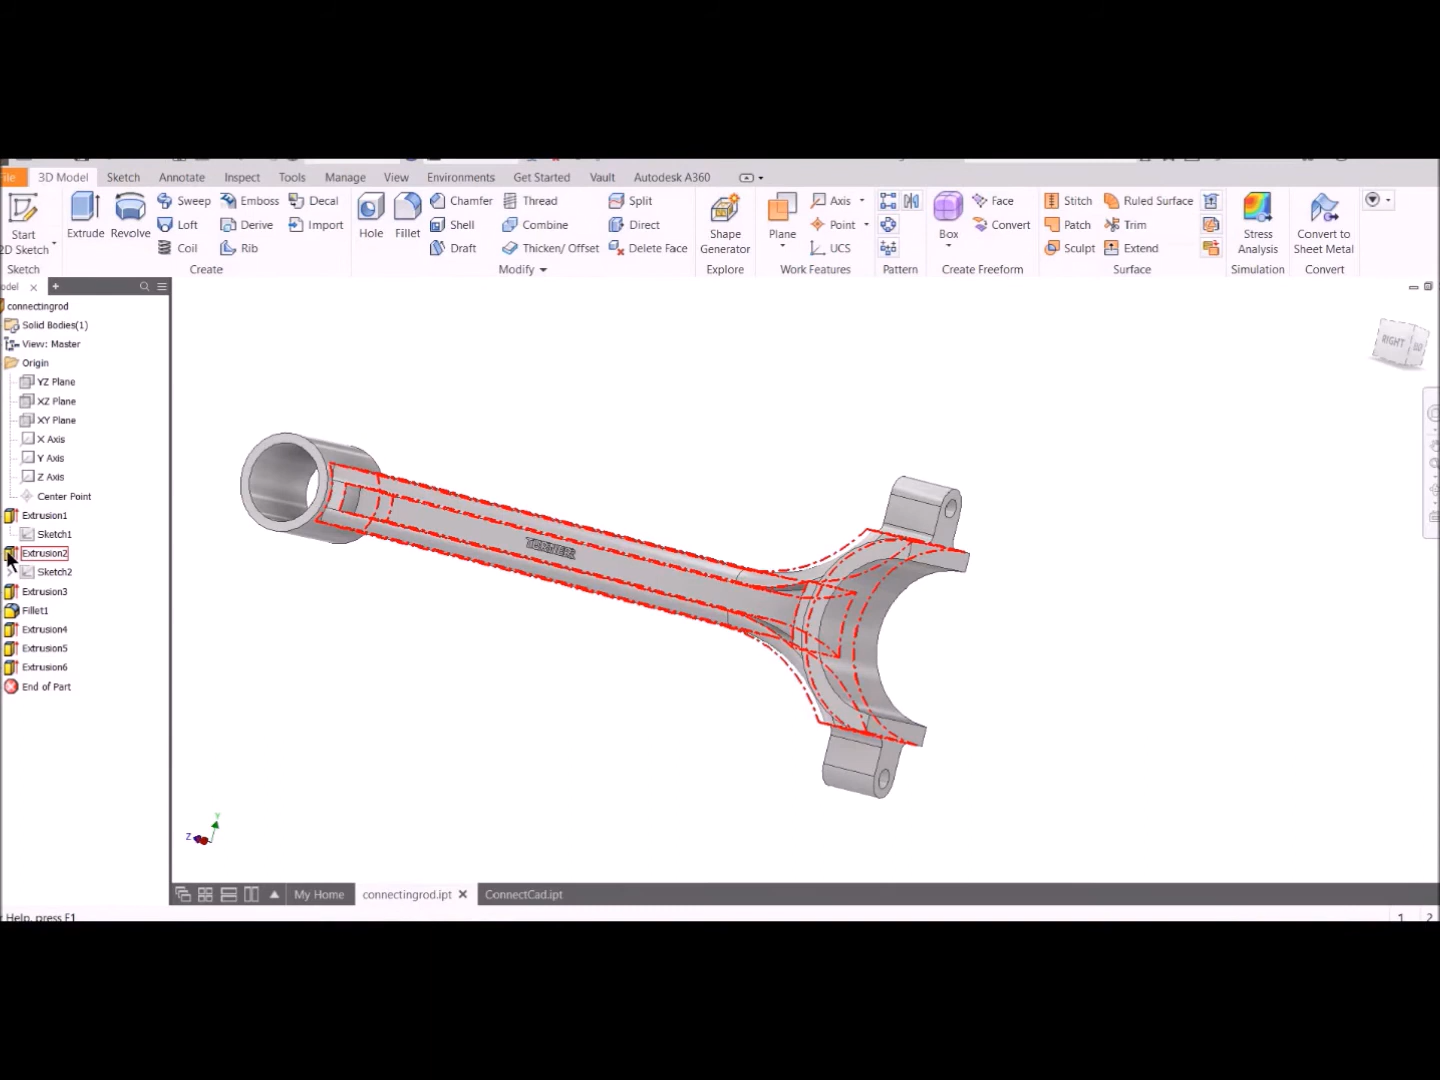 File 3D Model Sketch Annotate Inspect Tools Manage View Environments Get Started Vault Autodesk A360
Start
2D Sketch
Sketch
Extrude
Revolve
Sweep
Loft
Coil
Emboss
Derive
Rib
Decal
Import
Create
Hole
Fillet
Chamfer
Shell
Draft
Thread
Combine
Thicken/ Offset
Split
Direct
Delete Face
Modify
Shape
Generator
Explore
Plane
Axis
Point
UCS
Work Features
Pattern
Box
Face
Convert
Create Freeform
Stitch
Patch
Sculpt
Ruled Surface
Trim
Extend
Surface
Stress
Analysis
Simulation
Convert to
Sheet Metal
Convert
odel
connectingrod
Solid Bodies(1)
View: Master
Origin
YZ Plane
XZ Plane
XY Plane
X Axis
Y Axis
Z Axis
Center Point
Extrusion1
Sketch1
Extrusion2
Sketch2
Extrusion3
Fillet1
Extrusion4
Extrusion5
Extrusion6
End of Part
RIGHT
Y
Z
My Home connectingrod.ipt ConnectCad.ipt
Help, press F1
1 2